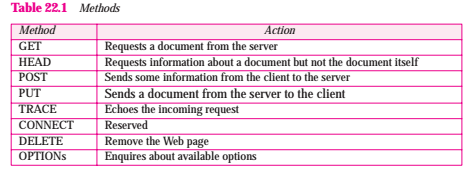 Table 22.1 Methods
Method Action
GET Requests a document from the server
HEAD Requests information about a document but not the document itself
POST Sends some information from the client to the server
PUT Sends a document from the server to the client
TRACE Echoes the incoming request
CONNECT Reserved
DELETE Remove the Web page
OPTIONs Enquires about available options